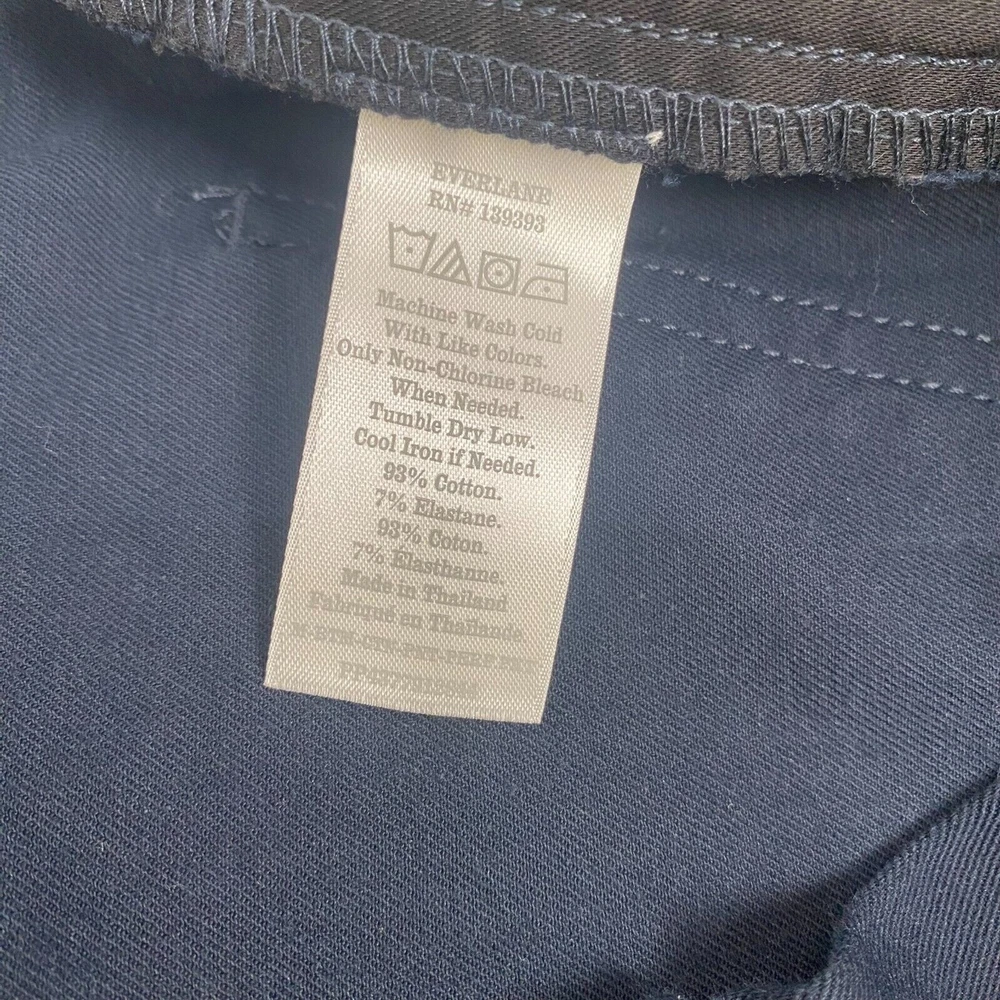 EVERLANE
RN# 139393
Machine Wash Cold
With Like Colors.
Only Non-Chlorine Bleach
When Needed.
Tumble Dry Low.
Cool Iron if Needed.
93% Cotton.
7% Elastane.
93% Coton.
7% Elasthanne
Made in Thailand
Fabriqué en Thailande